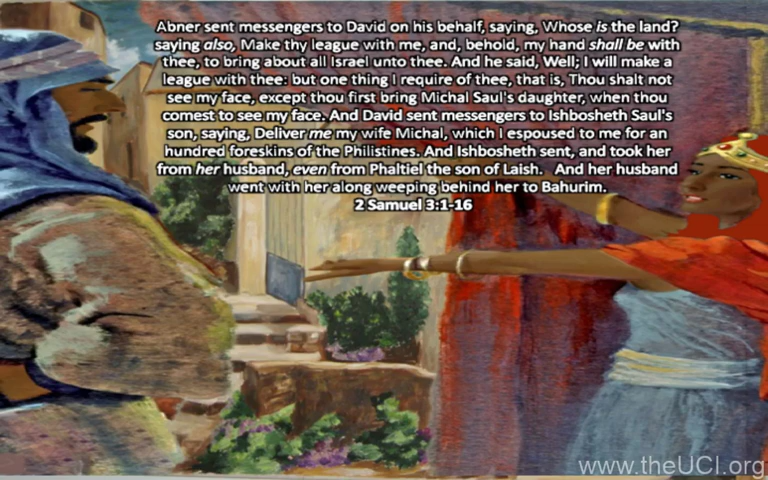 Abner sent messengers to David on his behalf, saying, Whose is the land?
saying also, Make thy league with me, and, behold, my hand shall be with
thee, to bring about all Israel unto thee. And he said, Well; I will make a
league with thee: but one thing I require of thee, that is, Thou shalt not
see my face, except thou first bring Michal Saul's daughter, when thou
comest to see my face. And David sent messengers to Ishbosheth Saul's
son, saying, Deliver me my wife Michal, which I espoused to me for an
hundred foreskins of the Philistines. And Ishbosheth sent, and took her
from her husband, even from Phaltiel the son of Laish. And her husband
went with her along weeping behind her to Bahurim.
2 Samuel 3:1-16
www.theUCI.org